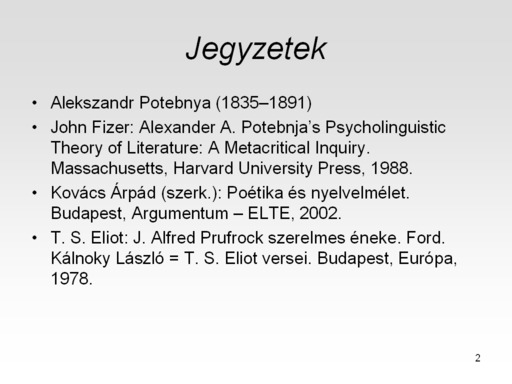 Jegyzetek
• Alekszandr Potebnya (1835–1891)
• John Fizer: Alexander A. Potebnja's Psycholinguistic
Theory of Literature: A Metacritical Inquiry.
Massachusetts, Harvard University Press, 1988.
• Kovács Árpád (szerk.): Poétika és nyelvelmélet.
Budapest, Argumentum – ELTE, 2002.
• T. S. Eliot: J. Alfred Prufrock szerelmes éneke. Ford.
Kálnoky László = T. S. Eliot versei. Budapest, Európa,
1978.
2